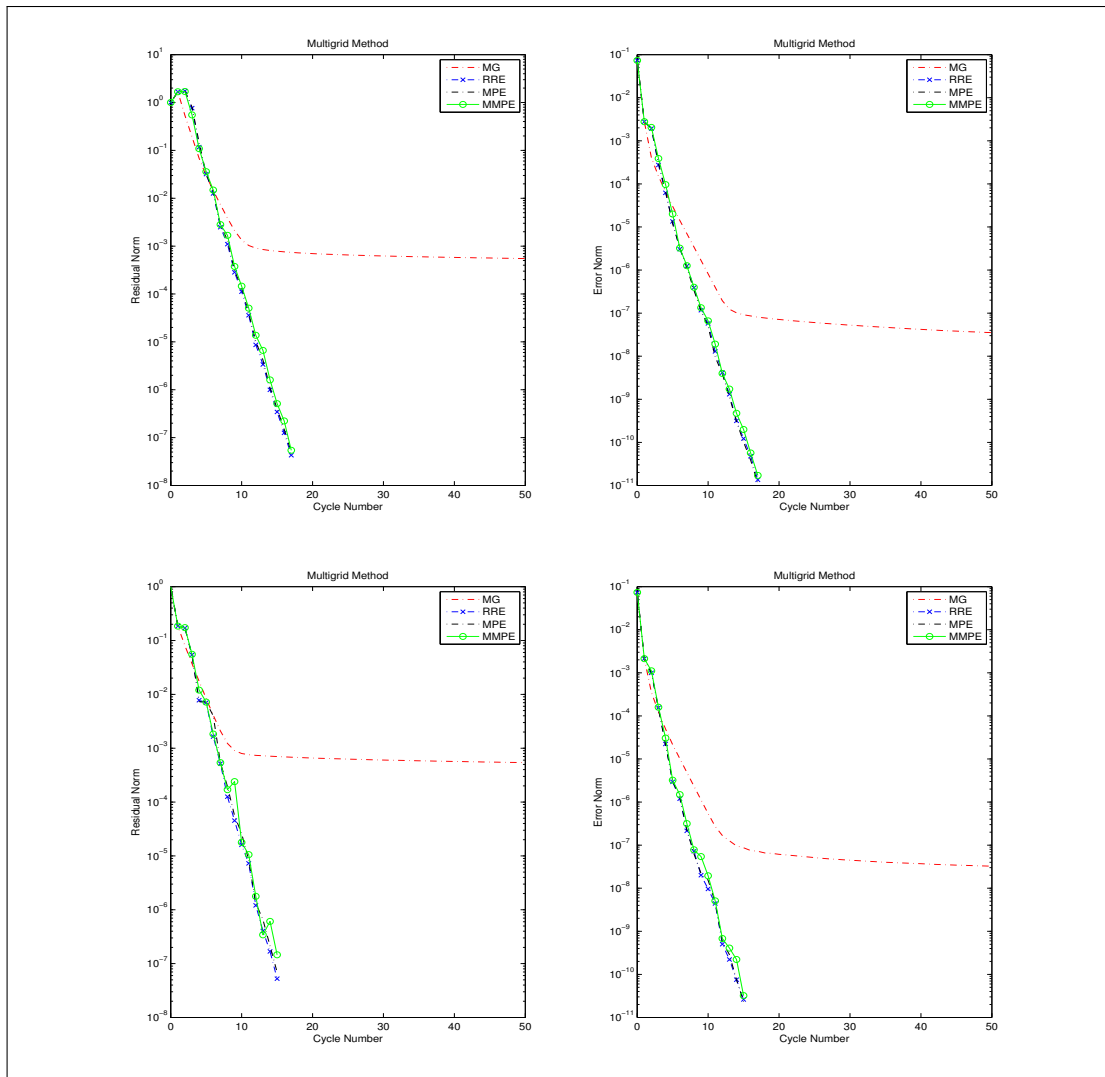 Multigrid Method
10^1
10^0
10^−1
10^−2
10^−3
10^−4
10^−5
10^−6
10^−7
10^−8
Residual Norm
0 10 20 30 40 50
Cycle Number
MG
RRE
MPE
MMPE
Multigrid Method
10^−1
10^−2
10^−3
10^−4
10^−5
10^−6
10^−7
10^−8
10^−9
10^−10
10^−11
Error Norm
0 10 20 30 40 50
Cycle Number
MG
RRE
MPE
MMPE
Multigrid Method
10^0
10^−1
10^−2
10^−3
10^−4
10^−5
10^−6
10^−7
10^−8
Residual Norm
0 10 20 30 40 50
Cycle Number
MG
RRE
MPE
MMPE
Multigrid Method
10^−1
10^−2
10^−3
10^−4
10^−5
10^−6
10^−7
10^−8
10^−9
10^−10
10^−11
Error Norm
0 10 20 30 40 50
Cycle Number
MG
RRE
MPE
MMPE